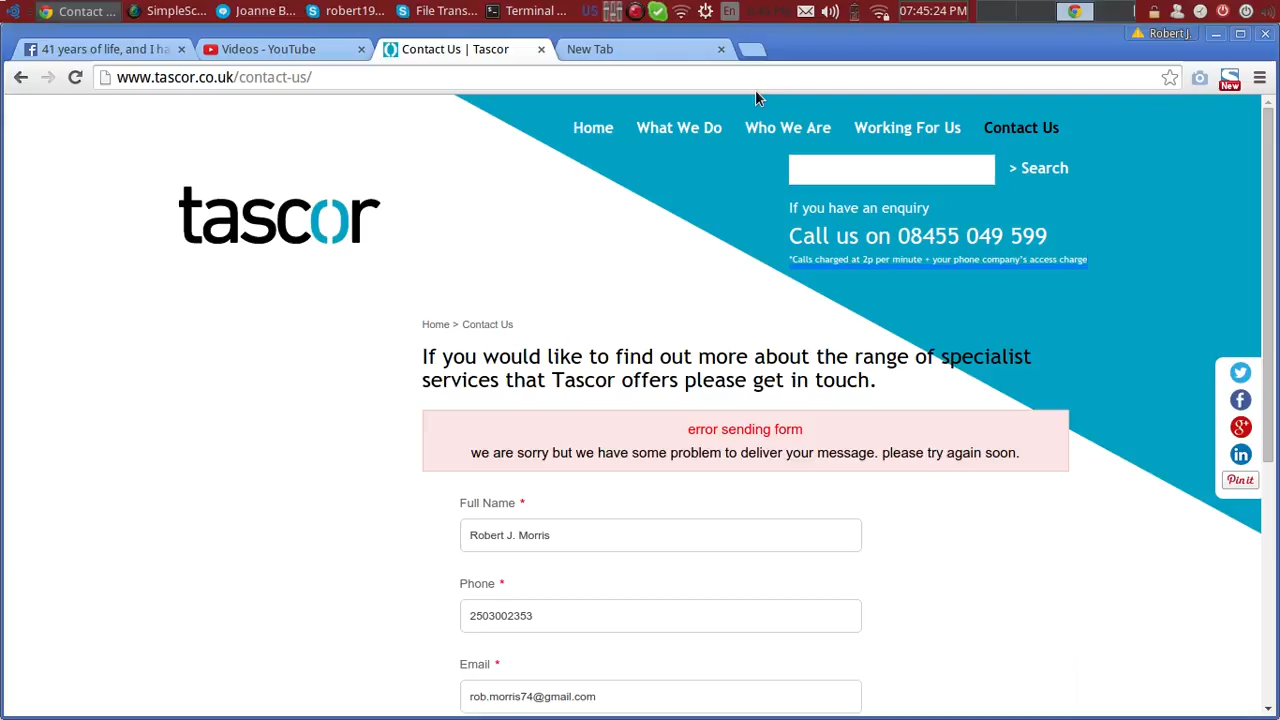 Contact ...
SimpleSc...
Joanne B...
robert19...
File Trans...
Terminal ...
US
En
07:45:24 PM
41 years of life, and I ha
Videos - YouTube
Contact Us | Tascor
New Tab
Robert J.
www.tascor.co.uk/contact-us/
New
Home
What We Do
Who We Are
Working For Us
Contact Us
> Search
tascor
If you have an enquiry
Call us on 08455 049 599
*Calls charged at 2p per minute + your phone company's access charge
Home > Contact Us
If you would like to find out more about the range of specialist
services that Tascor offers please get in touch.
error sending form
we are sorry but we have some problem to deliver your message. please try again soon.
Full Name *
Robert J. Morris
Phone *
2503002353
Email *
rob.morris74@gmail.com
Pin it